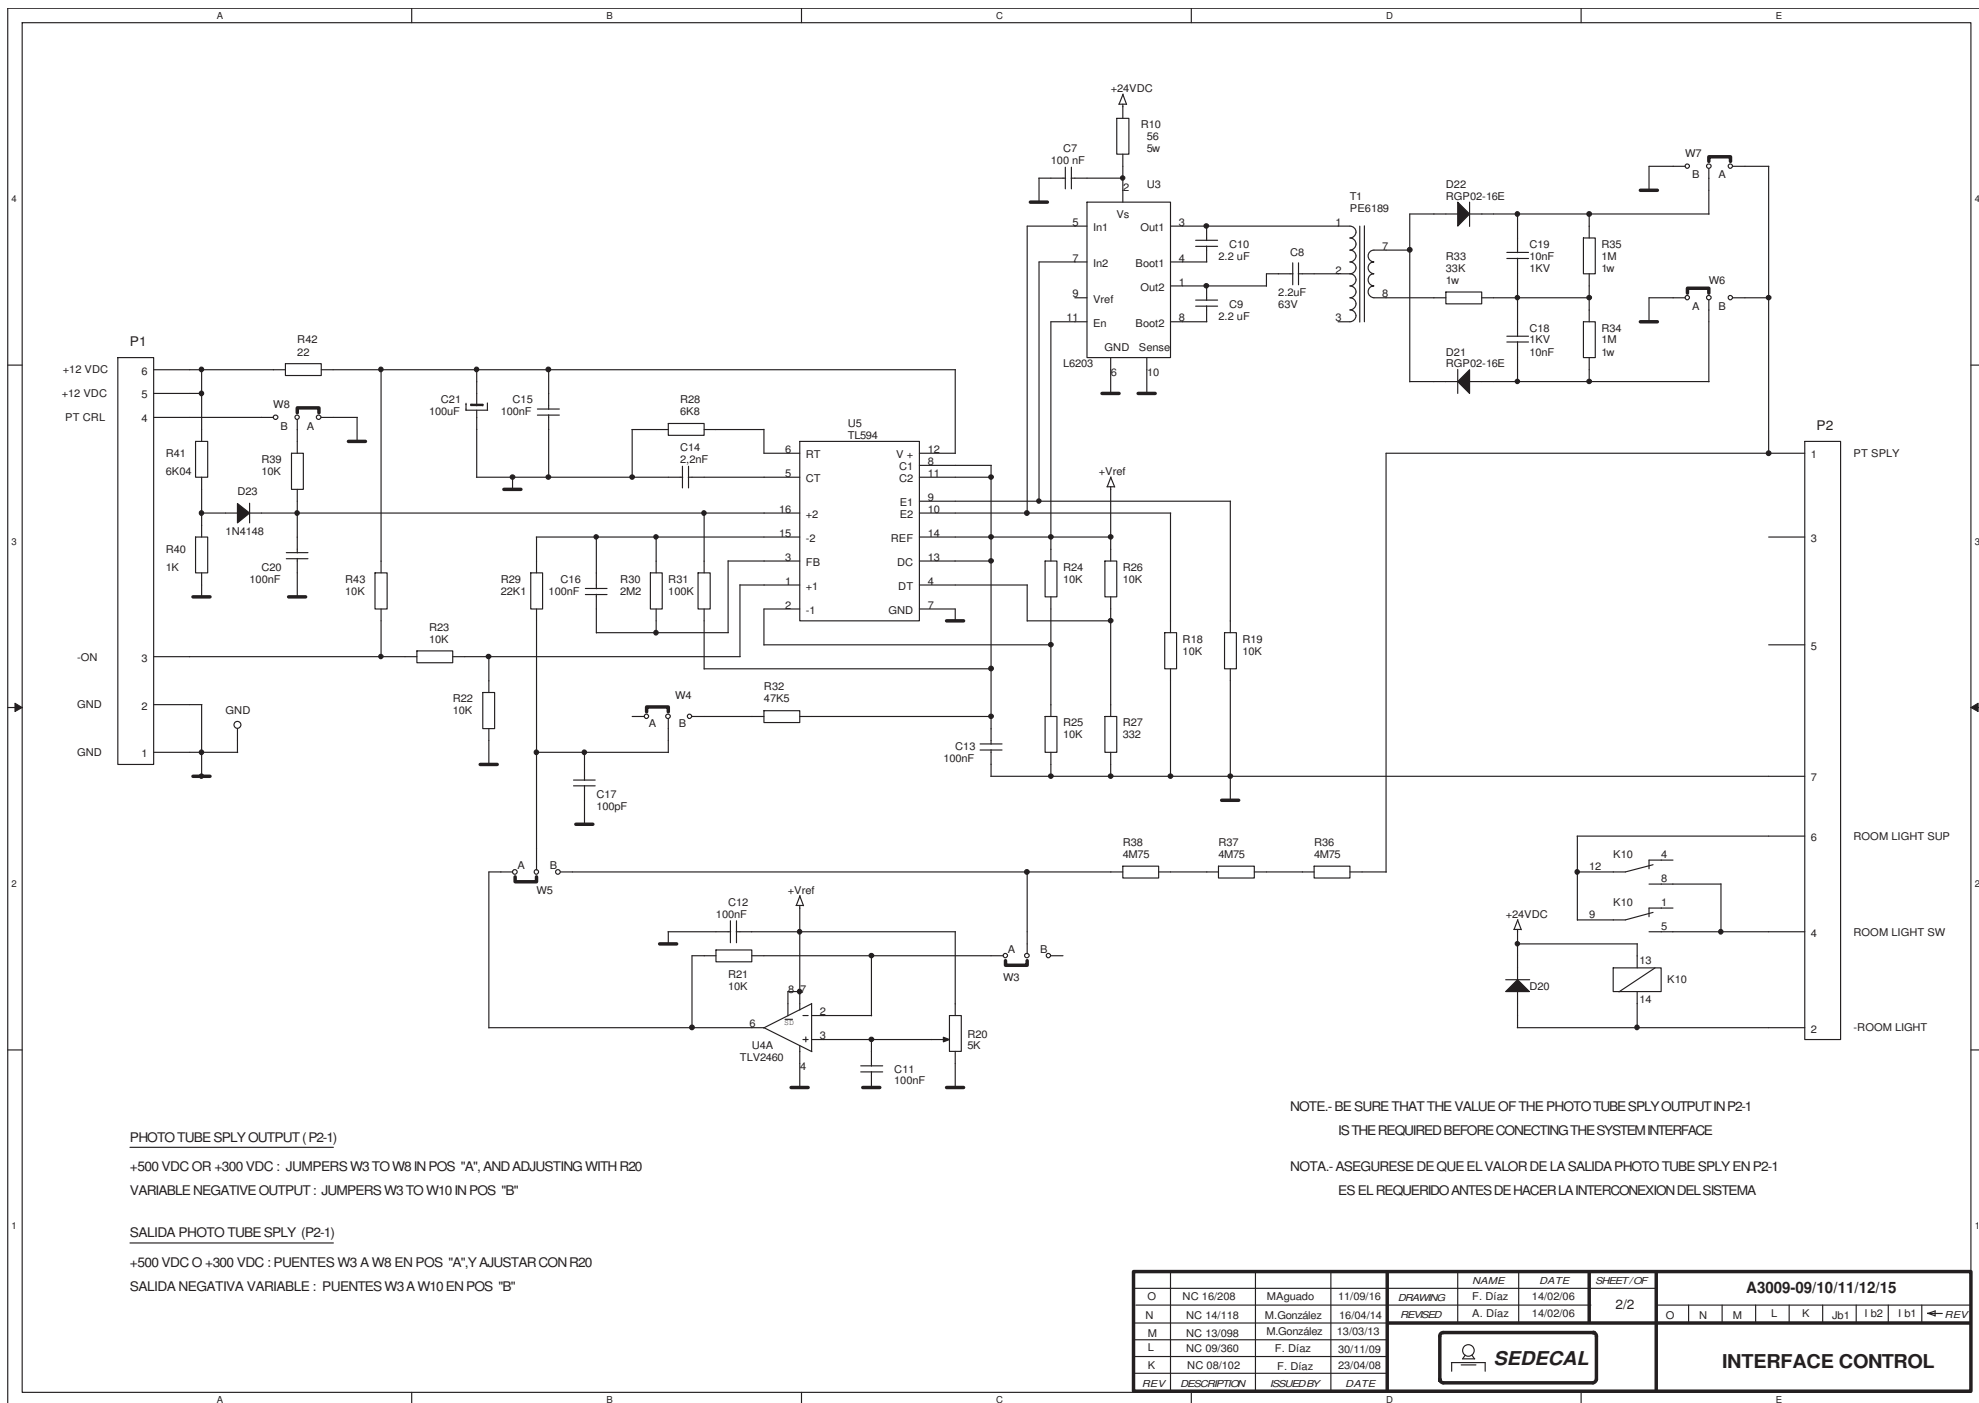 A B C D E
4 4
3 3
2 2
1 1
A B C D E
+24VDC
R10
56
5w
C7
100 nF
2
U3
Vs
5 In1
7 In2
9 Vref
11 En
Out1 3
Boot1 4
Out2 1
Boot2 8
GND Sense
L6203
6 10
C10
2.2 uF
C9
2.2 uF
C8
2.2uF
63V
T1
PE6189
1
2
3
7
8
D22
RGP02-16E
R33
33K
1w
D21
RGP02-16E
C19
10nF
1KV
C18
1KV
10nF
R35
1M
1w
R34
1M
1w
W7
B A
W6
A B
P1
+12 VDC 6
+12 VDC 5
PT CRL 4
-ON 3
GND 2
GND 1
GND
R42
22
W8
B A
R41
6K04
R39
10K
D23
1N4148
R40
1K
C20
100nF
R43
10K
R23
10K
R22
10K
C21
100uF
C15
100nF
R28
6K8
C14
2,2nF
U5
TL594
6 RT
5 CT
16 +2
15 -2
3 FB
1 +1
2 -1
V + 12
C1 8
C2 11
E1 9
E2 10
REF 14
DC 13
DT 4
GND 7
R29
22K1
C16
100nF
R30
2M2
R31
100K
+Vref
R24
10K
R26
10K
R18
10K
R19
10K
W4
A B
R32
47K5
C13
100nF
R25
10K
R27
332
C17
100pF
A B
W5
R38
4M75
R37
4M75
R36
4M75
C12
100nF
+Vref
R21
10K
A B
W3
8 7
SD
6
2
3
4
U4A
TLV2460
R20
5K
C11
100nF
P2
1 PT SPLY
3
5
7
6 ROOM LIGHT SUP
4 ROOM LIGHT SW
2 -ROOM LIGHT
K10
12 4
8
K10
9 1
5
+24VDC
D20
13
K10
14
PHOTO TUBE SPLY OUTPUT ( P2-1)
+500 VDC OR +300 VDC : JUMPERS W3 TO W8 IN POS "A", AND ADJUSTING WITH R20
VARIABLE NEGATIVE OUTPUT : JUMPERS W3 TO W10 IN POS "B"
SALIDA PHOTO TUBE SPLY (P2-1)
+500 VDC O +300 VDC : PUENTES W3 A W8 EN POS "A",Y AJUSTAR CON R20
SALIDA NEGATIVA VARIABLE : PUENTES W3 A W10 EN POS "B"
NOTE.- BE SURE THAT THE VALUE OF THE PHOTO TUBE SPLY OUTPUT IN P2-1
IS THE REQUIRED BEFORE CONECTING THE SYSTEM INTERFACE
NOTA.- ASEGURESE DE QUE EL VALOR DE LA SALIDA PHOTO TUBE SPLY EN P2-1
ES EL REQUERIDO ANTES DE HACER LA INTERCONEXION DEL SISTEMA
O NC 16/208 MAguado 11/09/16
N NC 14/118 M.González 16/04/14
M NC 13/098 M.González 13/03/13
L NC 09/360 F. Díaz 30/11/09
K NC 08/102 F. Díaz 23/04/08
REV DESCRIPTION ISSUED BY DATE
NAME DATE SHEET/OF
DRAWING F. Díaz 14/02/06
REVISED A. Díaz 14/02/06
2/2
A3009-09/10/11/12/15
O N M L K Jb1 I b2 I b1 REV
SEDECAL
INTERFACE CONTROL